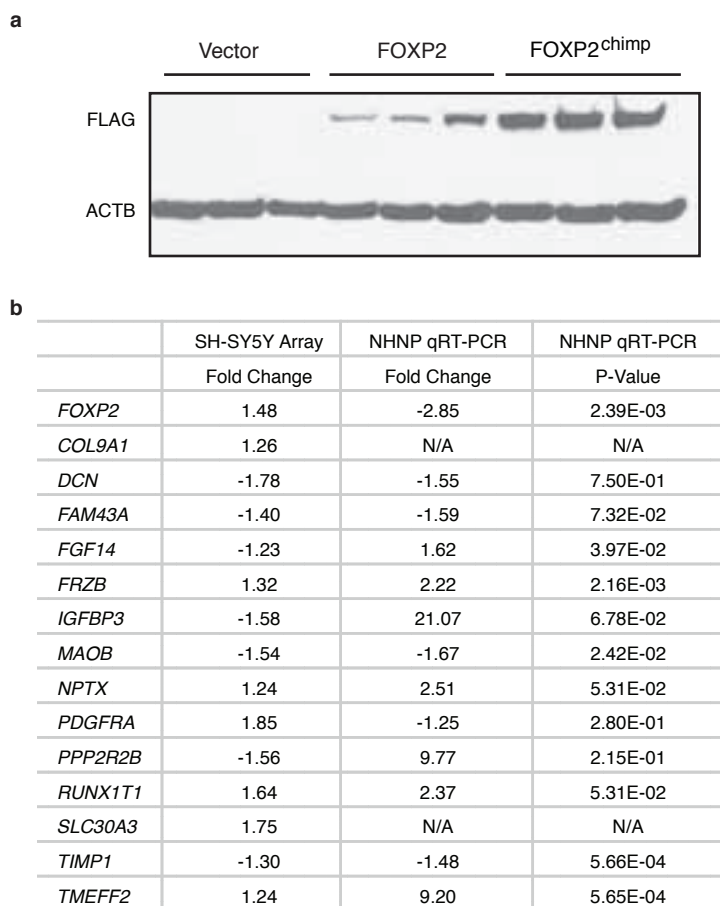 a
Vector FOXP2 FOXP2chimp
FLAG
ACTB
b
SH-SY5Y Array NHNP qRT-PCR NHNP qRT-PCR
Fold Change Fold Change P-Value
FOXP2 1.48 -2.85 2.39E-03
COL9A1 1.26 N/A N/A
DCN -1.78 -1.55 7.50E-01
FAM43A -1.40 -1.59 7.32E-02
FGF14 -1.23 1.62 3.97E-02
FRZB 1.32 2.22 2.16E-03
IGFBP3 -1.58 21.07 6.78E-02
MAOB -1.54 -1.67 2.42E-02
NPTX 1.24 2.51 5.31E-02
PDGFRA 1.85 -1.25 2.80E-01
PPP2R2B -1.56 9.77 2.15E-01
RUNX1T1 1.64 2.37 5.31E-02
SLC30A3 1.75 N/A N/A
TIMP1 -1.30 -1.48 5.66E-04
TMEFF2 1.24 9.20 5.65E-04